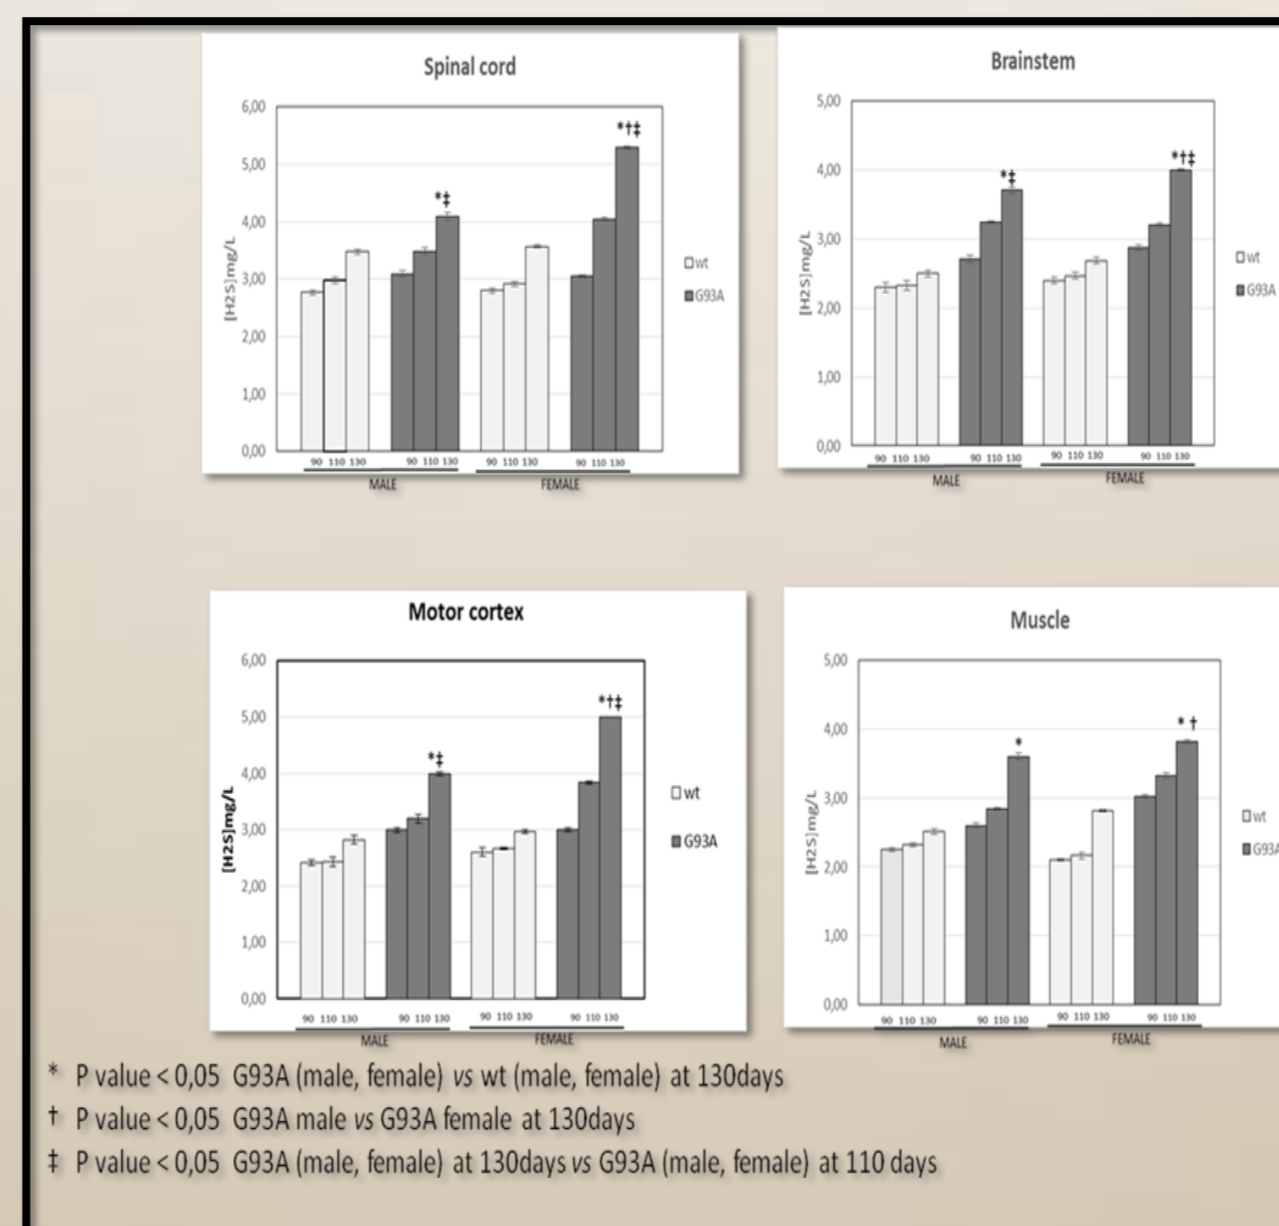 Spinal cord
6,00
5,00
4,00
3,00
2,00
1,00
0,00
[H2S]mg/L
*‡
*†‡
wt
G93A
90 110 130
90 110 130
90 110 130
90 110 130
MALE
FEMALE
Brainstem
5,00
4,00
3,00
2,00
1,00
0,00
[H2S]mg/L
*‡
*†‡
wt
G93A
90 110 130
90 110 130
90 110 130
90 110 130
MALE
FEMALE
Motor cortex
6,00
5,00
4,00
3,00
2,00
1,00
0,00
[H2S]mg/L
*‡
*†‡
wt
G93A
90 110 130
90 110 130
90 110 130
90 110 130
MALE
FEMALE
Muscle
5,00
4,00
3,00
2,00
1,00
0,00
[H2S]mg/L
*
* †
wt
G93A
90 110 130
90 110 130
90 110 130
90 110 130
MALE
FEMALE
* P value < 0,05 G93A (male, female) vs wt (male, female) at 130days
† P value < 0,05 G93A male vs G93A female at 130days
‡ P value < 0,05 G93A (male, female) at 130days vs G93A (male, female) at 110 days